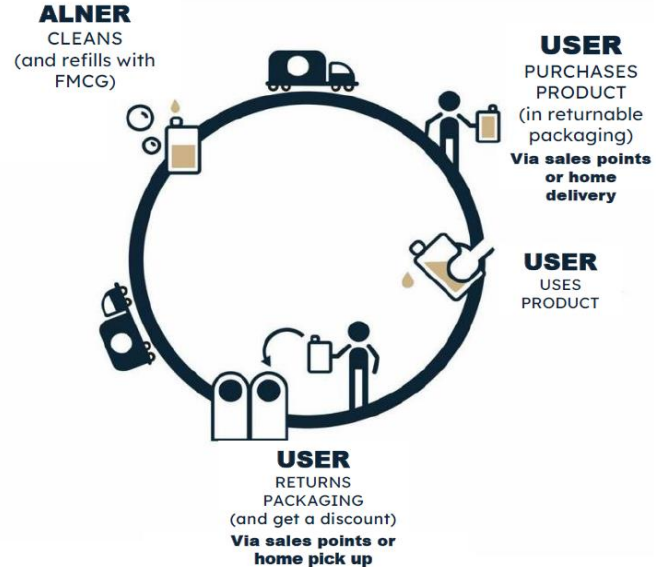 ALNER
CLEANS
(and refills with
FMCG)
USER
PURCHASES
PRODUCT
(in returnable
packaging)
Via sales points
or home
delivery
USER
USES
PRODUCT
USER
RETURNS
PACKAGING
(and get a discount)
Via sales points or
home pick up